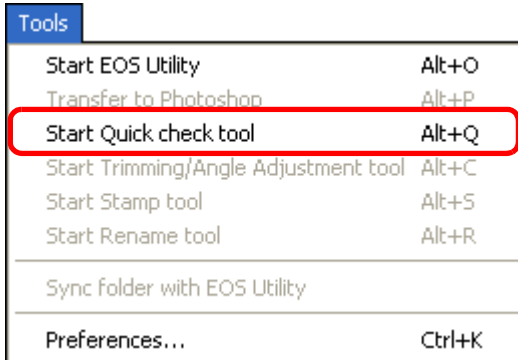 Tools
Start EOS Utility Alt+O
Transfer to Photoshop Alt+P
Start Quick check tool Alt+Q
Start Trimming/Angle Adjustment tool Alt+C
Start Stamp tool Alt+S
Start Rename tool Alt+R
Sync folder with EOS Utility
Preferences... Ctrl+K